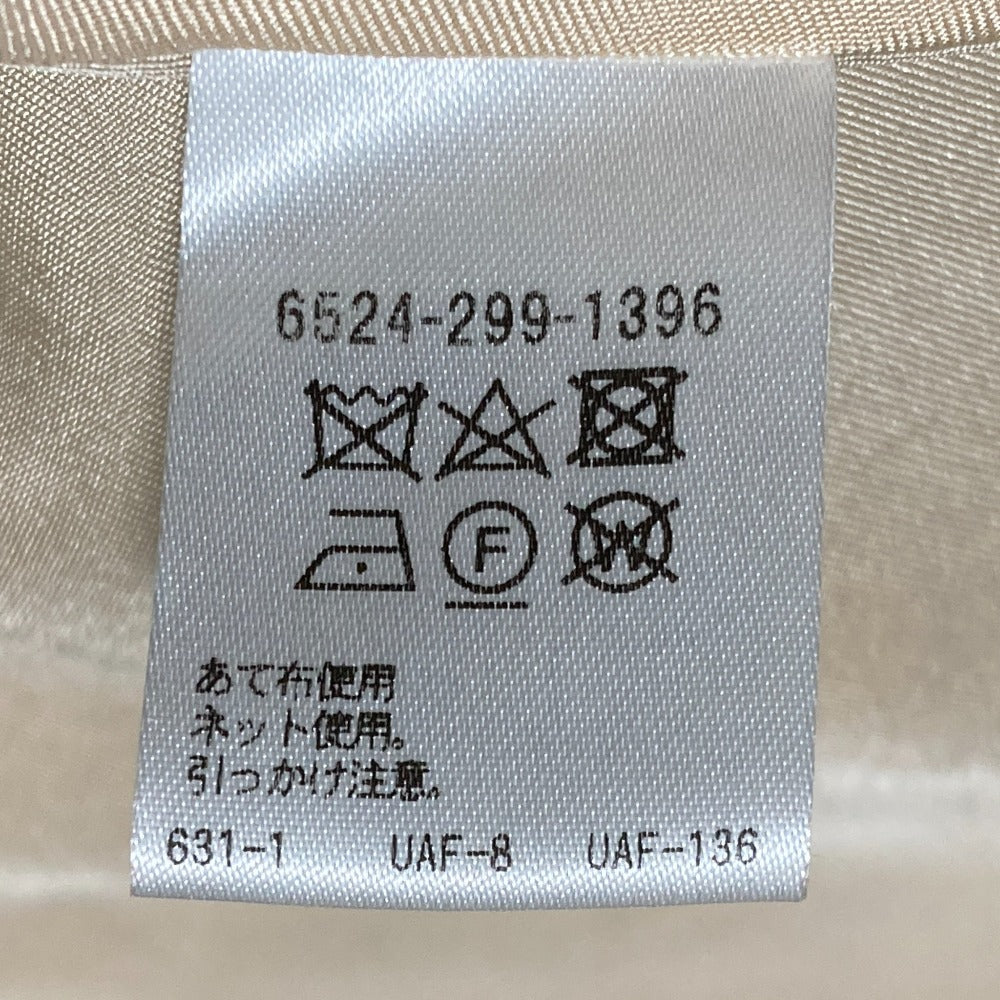 6524-299-1396
F
W
あて布使用
ネット使用。
引っかけ注意。
631-1 UAF-8 UAF-136